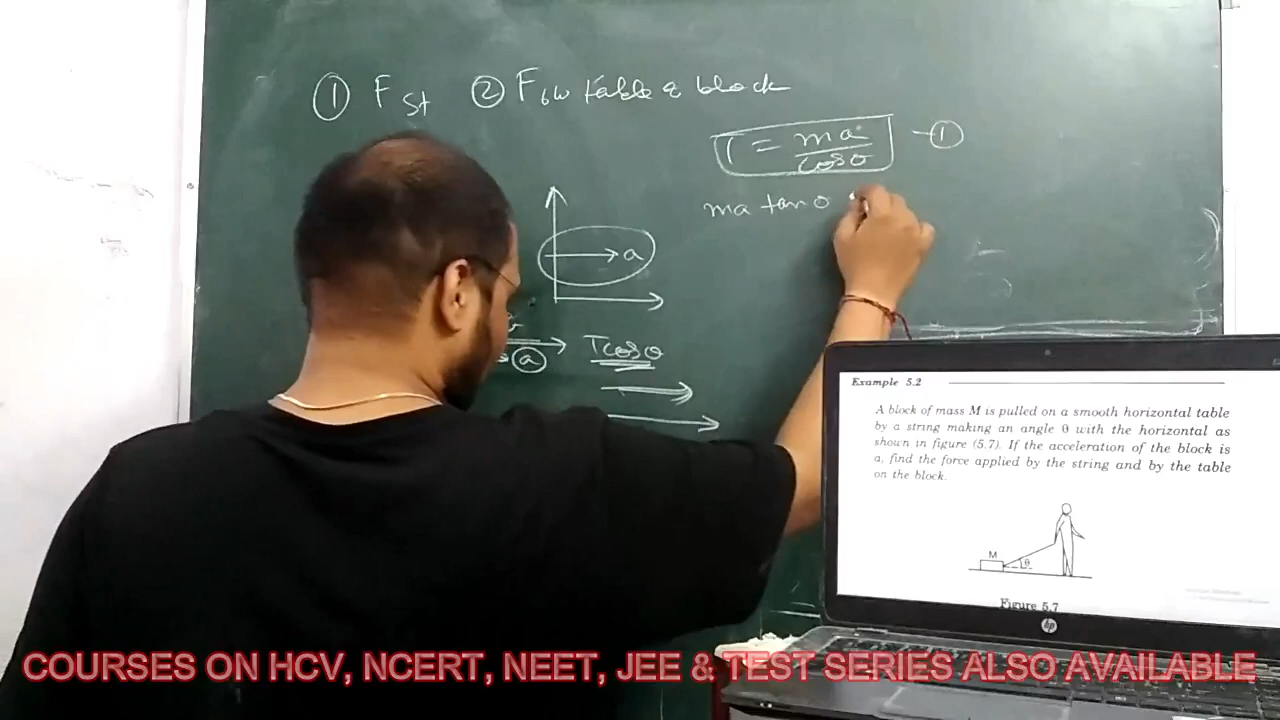 ① F st ② F b/w table & block
T = ma/cosθ —①
ma tan θ
a
a
T cosθ
Example 5.2
A block of mass M is pulled on a smooth horizontal table
by a string making an angle θ with the horizontal as
shown in figure (5.7). If the acceleration of the block is
a, find the force applied by the string and by the table
on the block.
M
θ
Figure 5.7
hp
COURSES ON HCV, NCERT, NEET, JEE & TEST SERIES ALSO AVAILABLE